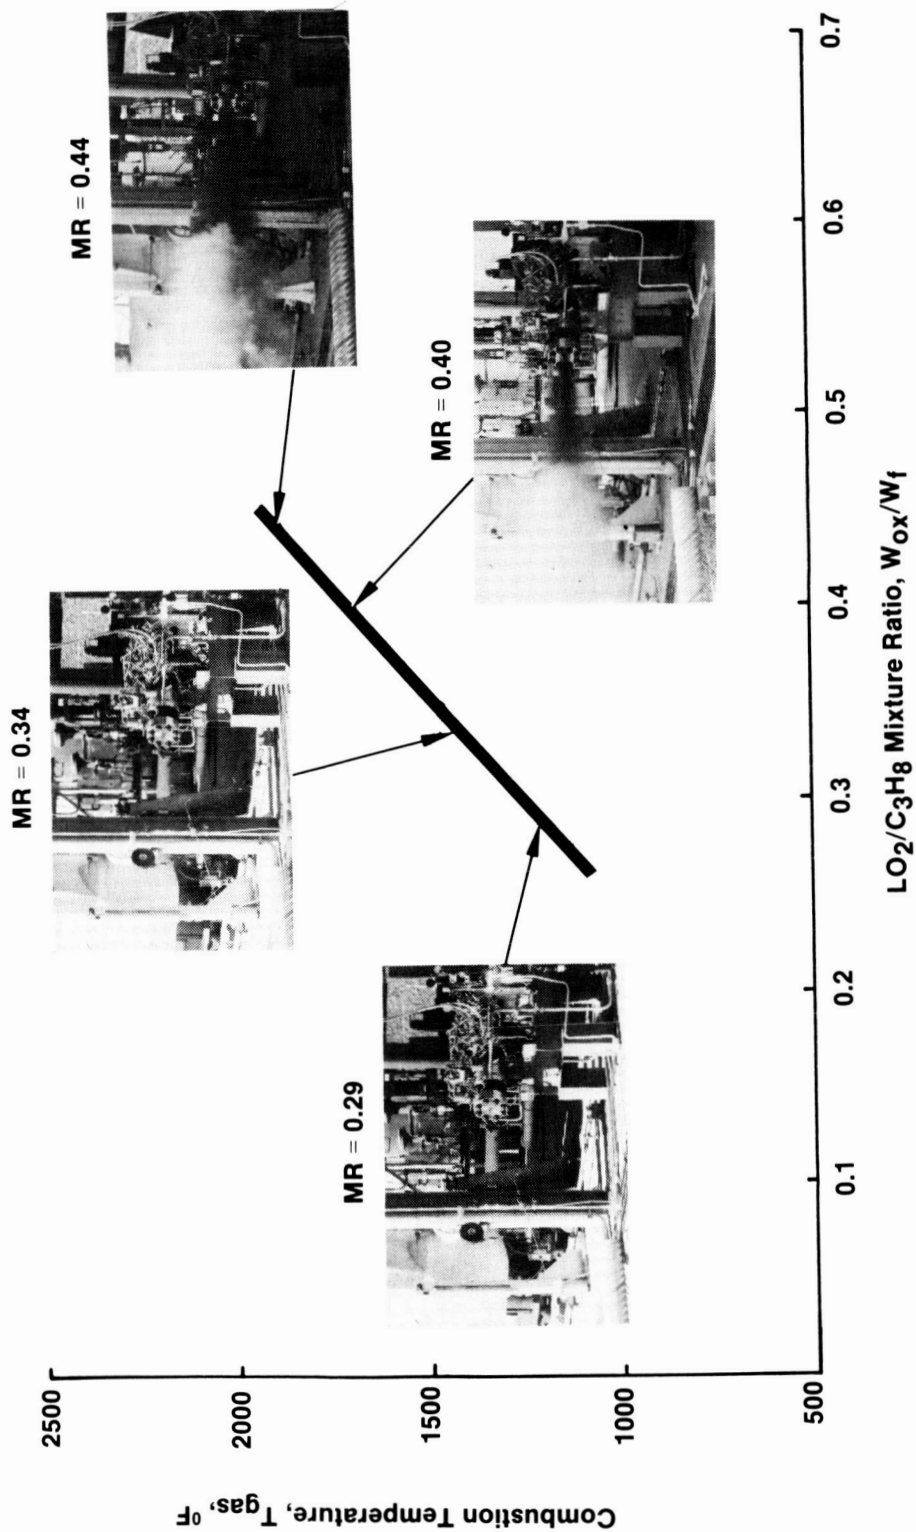 MR = 0.44
MR = 0.34
MR = 0.40
MR = 0.29
2500
2000
1500
1000
500
Combustion Temperature, Tgas, ⁰F
0.1
0.2
0.3
0.4
0.5
0.6
0.7
LO₂/C₃H₈ Mixture Ratio, Wox/Wf